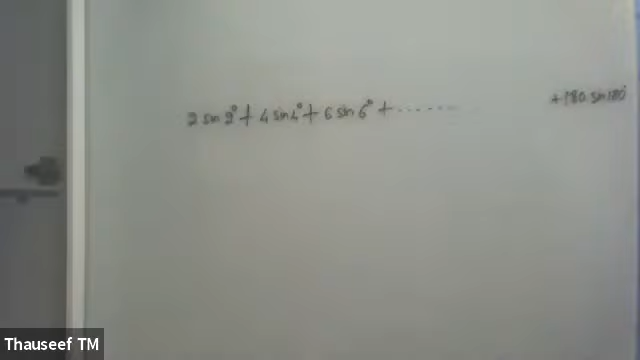 2 sin 2° + 4 sin 4° + 6 sin 6° + ....... + 180 sin 180°
Thauseef TM